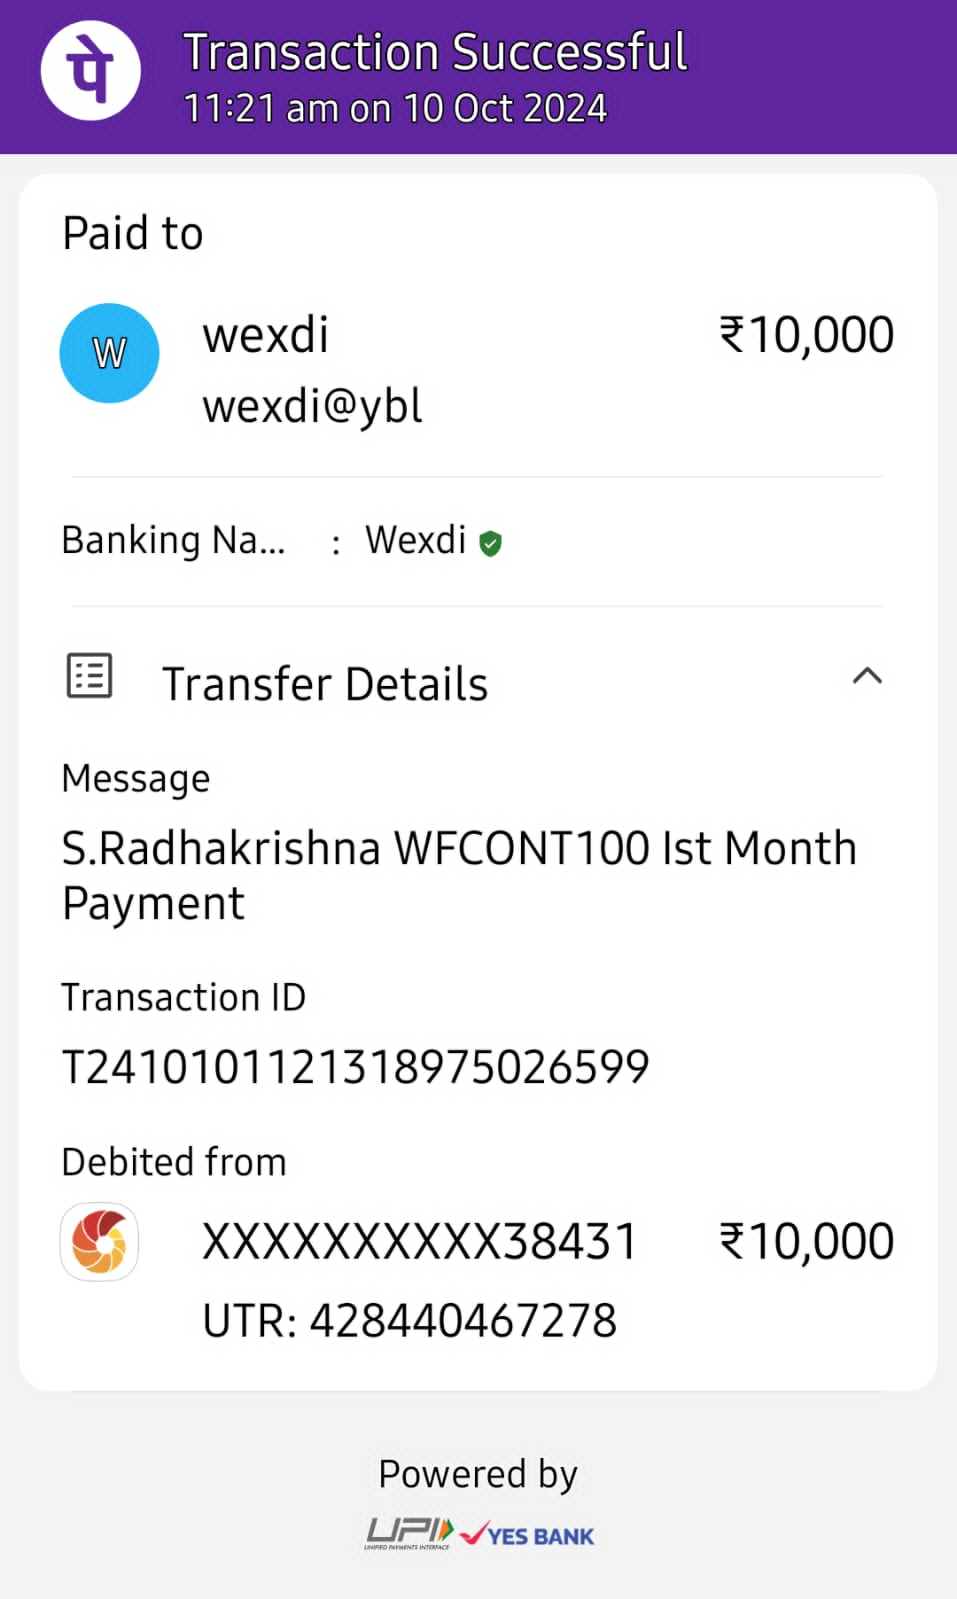 पे
Transaction Successful
11:21 am on 10 Oct 2024
Paid to
W
wexdi
₹10,000
wexdi@ybl
Banking Na... : Wexdi
Transfer Details
Message
S.Radhakrishna WFCONT100 Ist Month
Payment
Transaction ID
T2410101121318975026599
Debited from
XXXXXXXXXX38431
₹10,000
UTR: 428440467278
Powered by
UPI
UNIFIED PAYMENTS INTERFACE
YES BANK